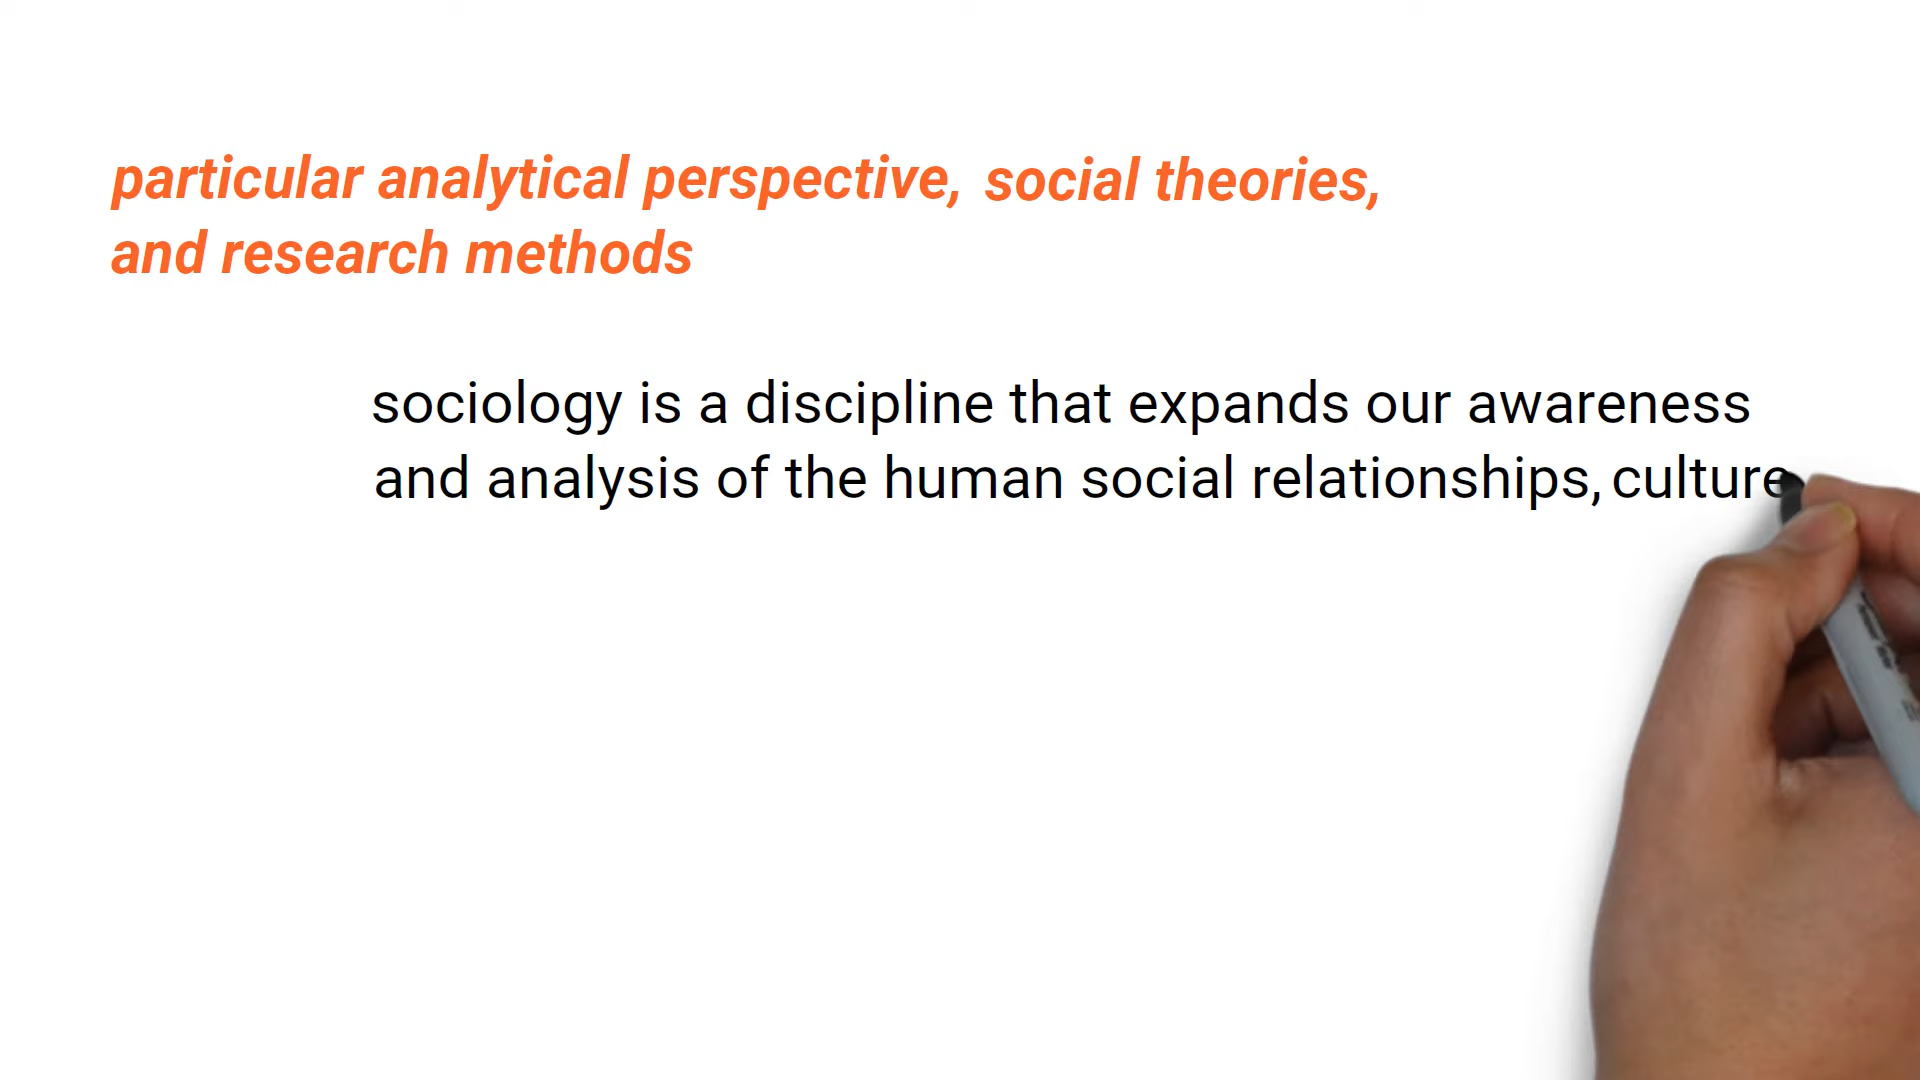 particular analytical perspective, social theories,
and research methods
sociology is a discipline that expands our awareness
and analysis of the human social relationships, culture